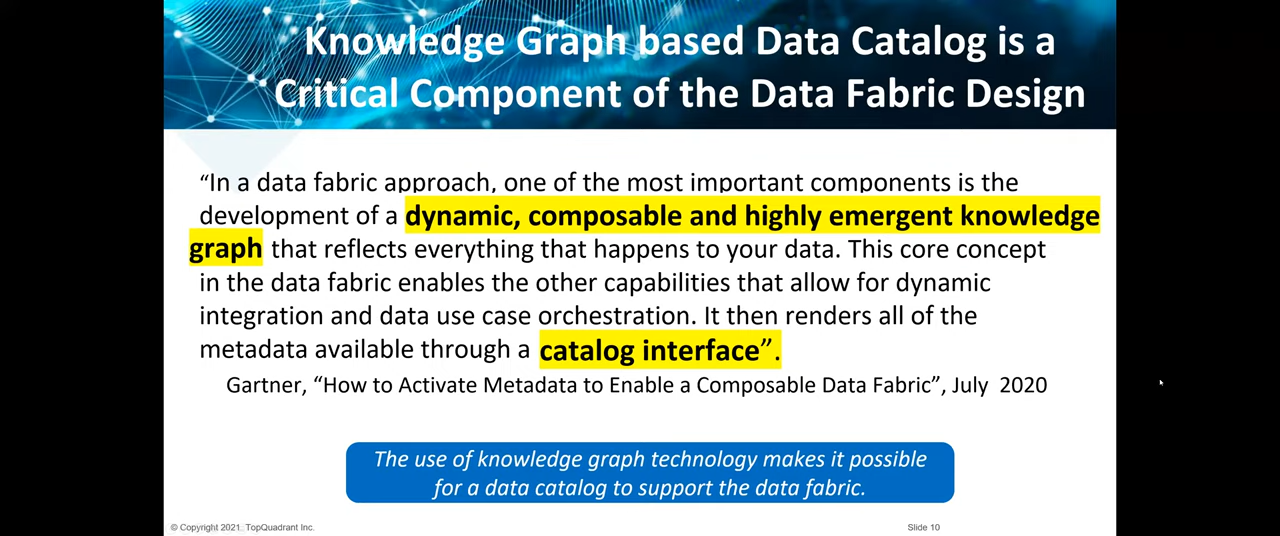 Knowledge Graph based Data Catalog is a
Critical Component of the Data Fabric Design
“In a data fabric approach, one of the most important components is the
development of a dynamic, composable and highly emergent knowledge
graph that reflects everything that happens to your data. This core concept
in the data fabric enables the other capabilities that allow for dynamic
integration and data use case orchestration. It then renders all of the
metadata available through a catalog interface”.
Gartner, “How to Activate Metadata to Enable a Composable Data Fabric”, July 2020
The use of knowledge graph technology makes it possible
for a data catalog to support the data fabric.
© Copyright 2021 TopQuadrant Inc.
Slide 10